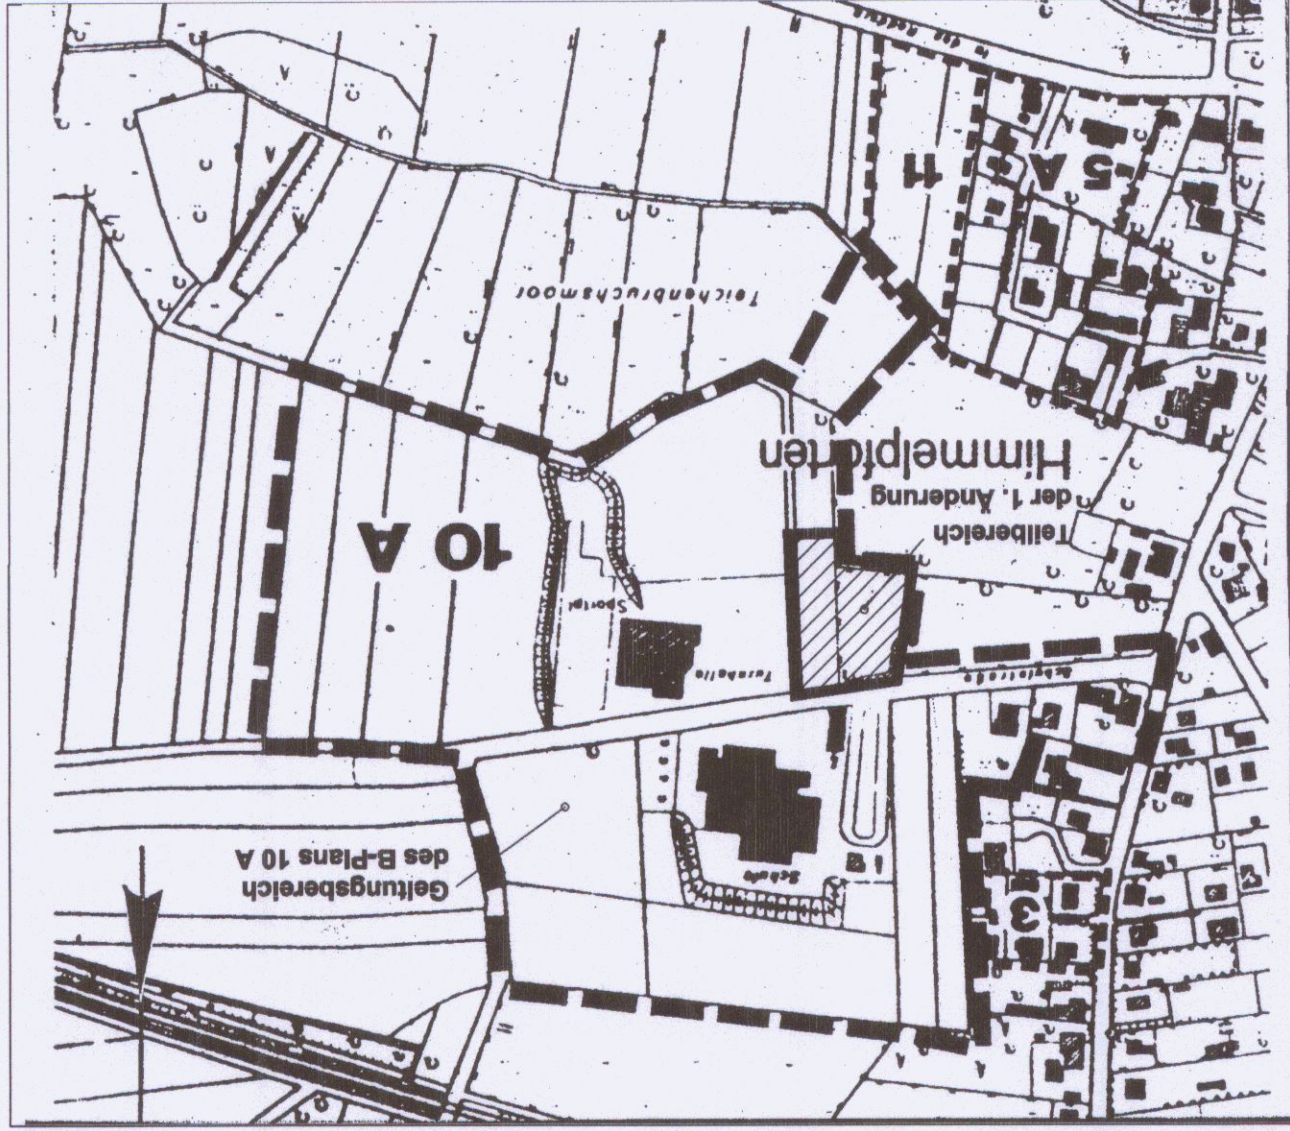 3
Geltungsbereich
des B-Plans 10 A
Schule
Schulstraße
Turnhalle
Sportpl
Teilbereich
der 1. Änderung
Himmelpforten
10 A
Teichenbruchsmoor
5 A
11